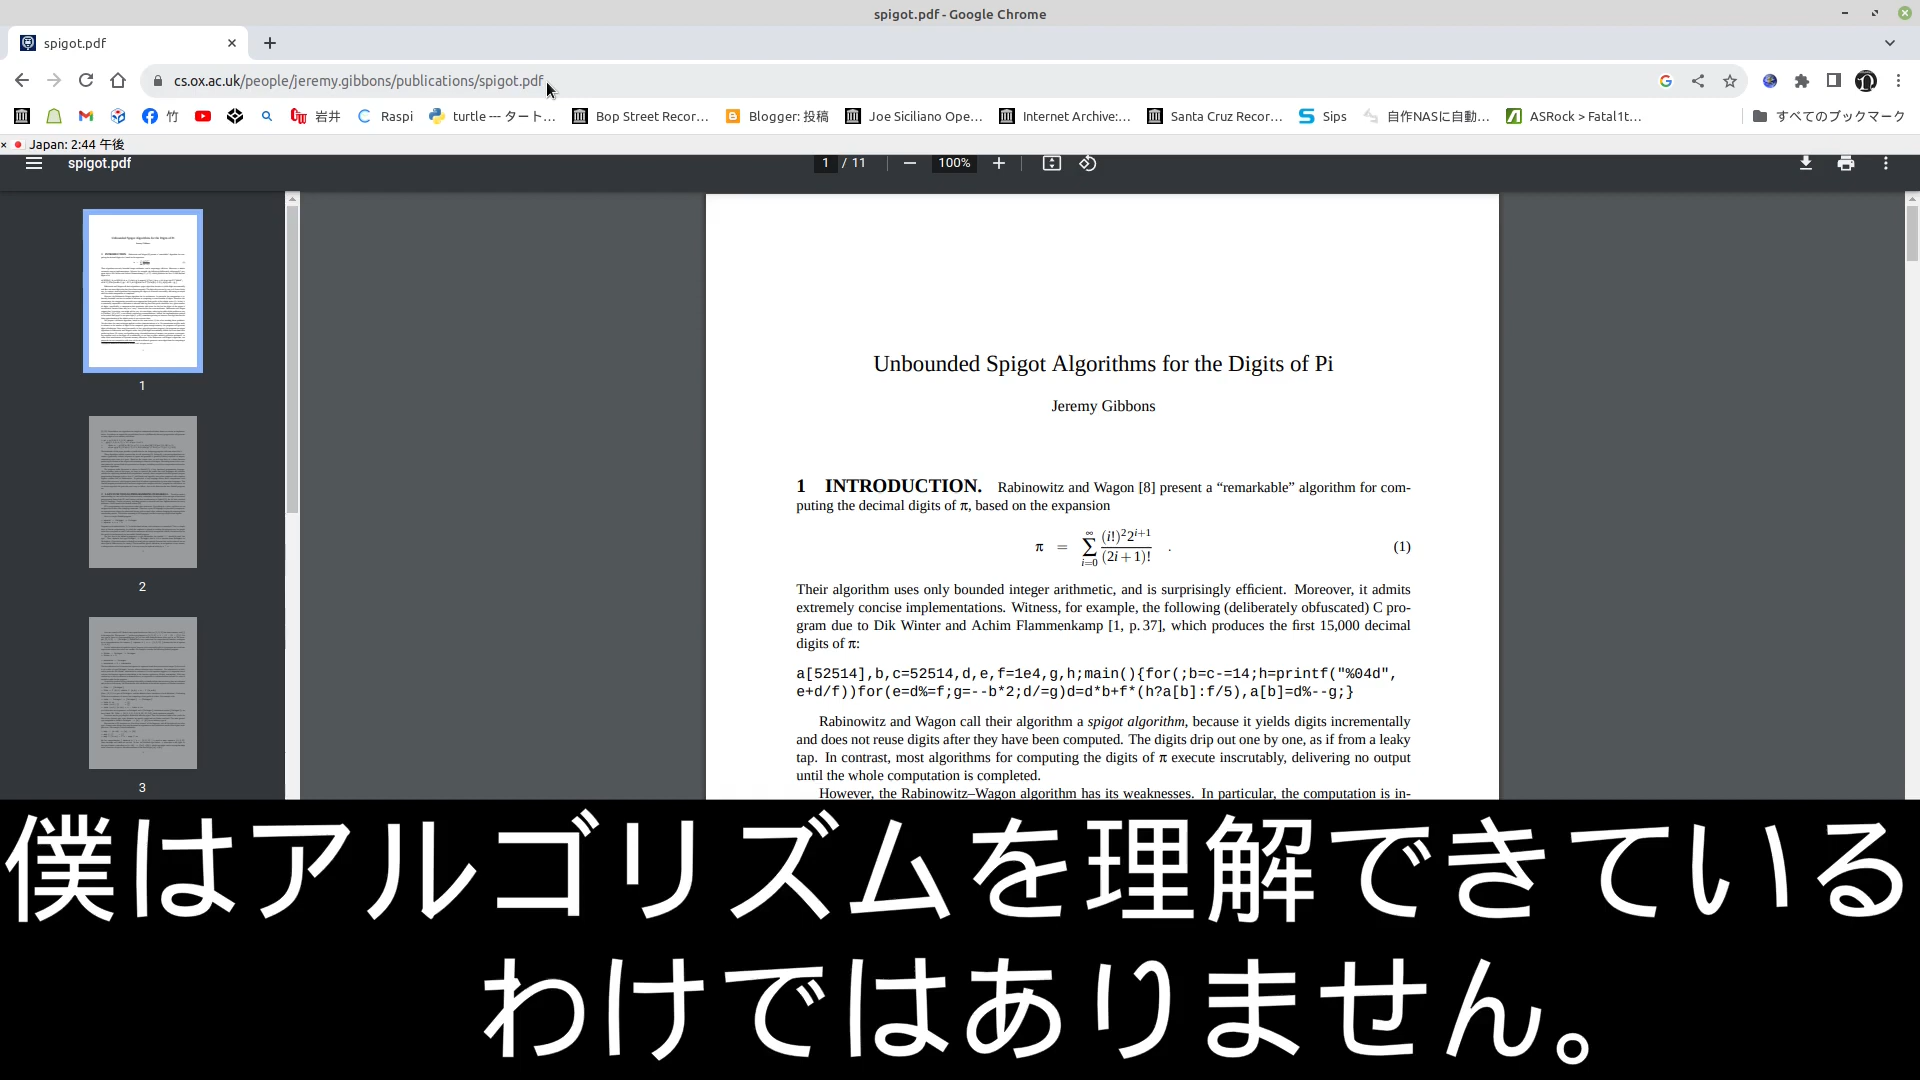 spigot.pdf - Google Chrome
spigot.pdf
cs.ox.ac.uk/people/jeremy.gibbons/publications/spigot.pdf
竹 岩井 Raspi turtle --- タート… Bop Street Recor… Blogger: 投稿 Joe Siciliano Ope… Internet Archive:… Santa Cruz Recor… Sips 自作NASに自動… ASRock > Fatal1t… すべてのブックマーク
Japan: 2:44 午後
spigot.pdf 1 / 11 100%
1
2
3
Unbounded Spigot Algorithms for the Digits of Pi
Jeremy Gibbons
1 INTRODUCTION. Rabinowitz and Wagon [8] present a “remarkable” algorithm for com-
puting the decimal digits of π, based on the expansion
π = ∑_{i=0}^{∞} (i!)²2^{i+1} / (2i+1)! . (1)
Their algorithm uses only bounded integer arithmetic, and is surprisingly efficient. Moreover, it admits
extremely concise implementations. Witness, for example, the following (deliberately obfuscated) C pro-
gram due to Dik Winter and Achim Flammenkamp [1, p. 37], which produces the first 15,000 decimal
digits of π:
a[52514],b,c=52514,d,e,f=1e4,g,h;main(){for(;b=c-=14;h=printf("%04d",
e+d/f))for(e=d%=f;g=--b*2;d/=g)d=d*b+f*(h?a[b]:f/5),a[b]=d%--g;}
Rabinowitz and Wagon call their algorithm a spigot algorithm, because it yields digits incrementally
and does not reuse digits after they have been computed. The digits drip out one by one, as if from a leaky
tap. In contrast, most algorithms for computing the digits of π execute inscrutably, delivering no output
until the whole computation is completed.
However, the Rabinowitz–Wagon algorithm has its weaknesses. In particular, the computation is in-
僕はアルゴリズムを理解できている
わけではありません。